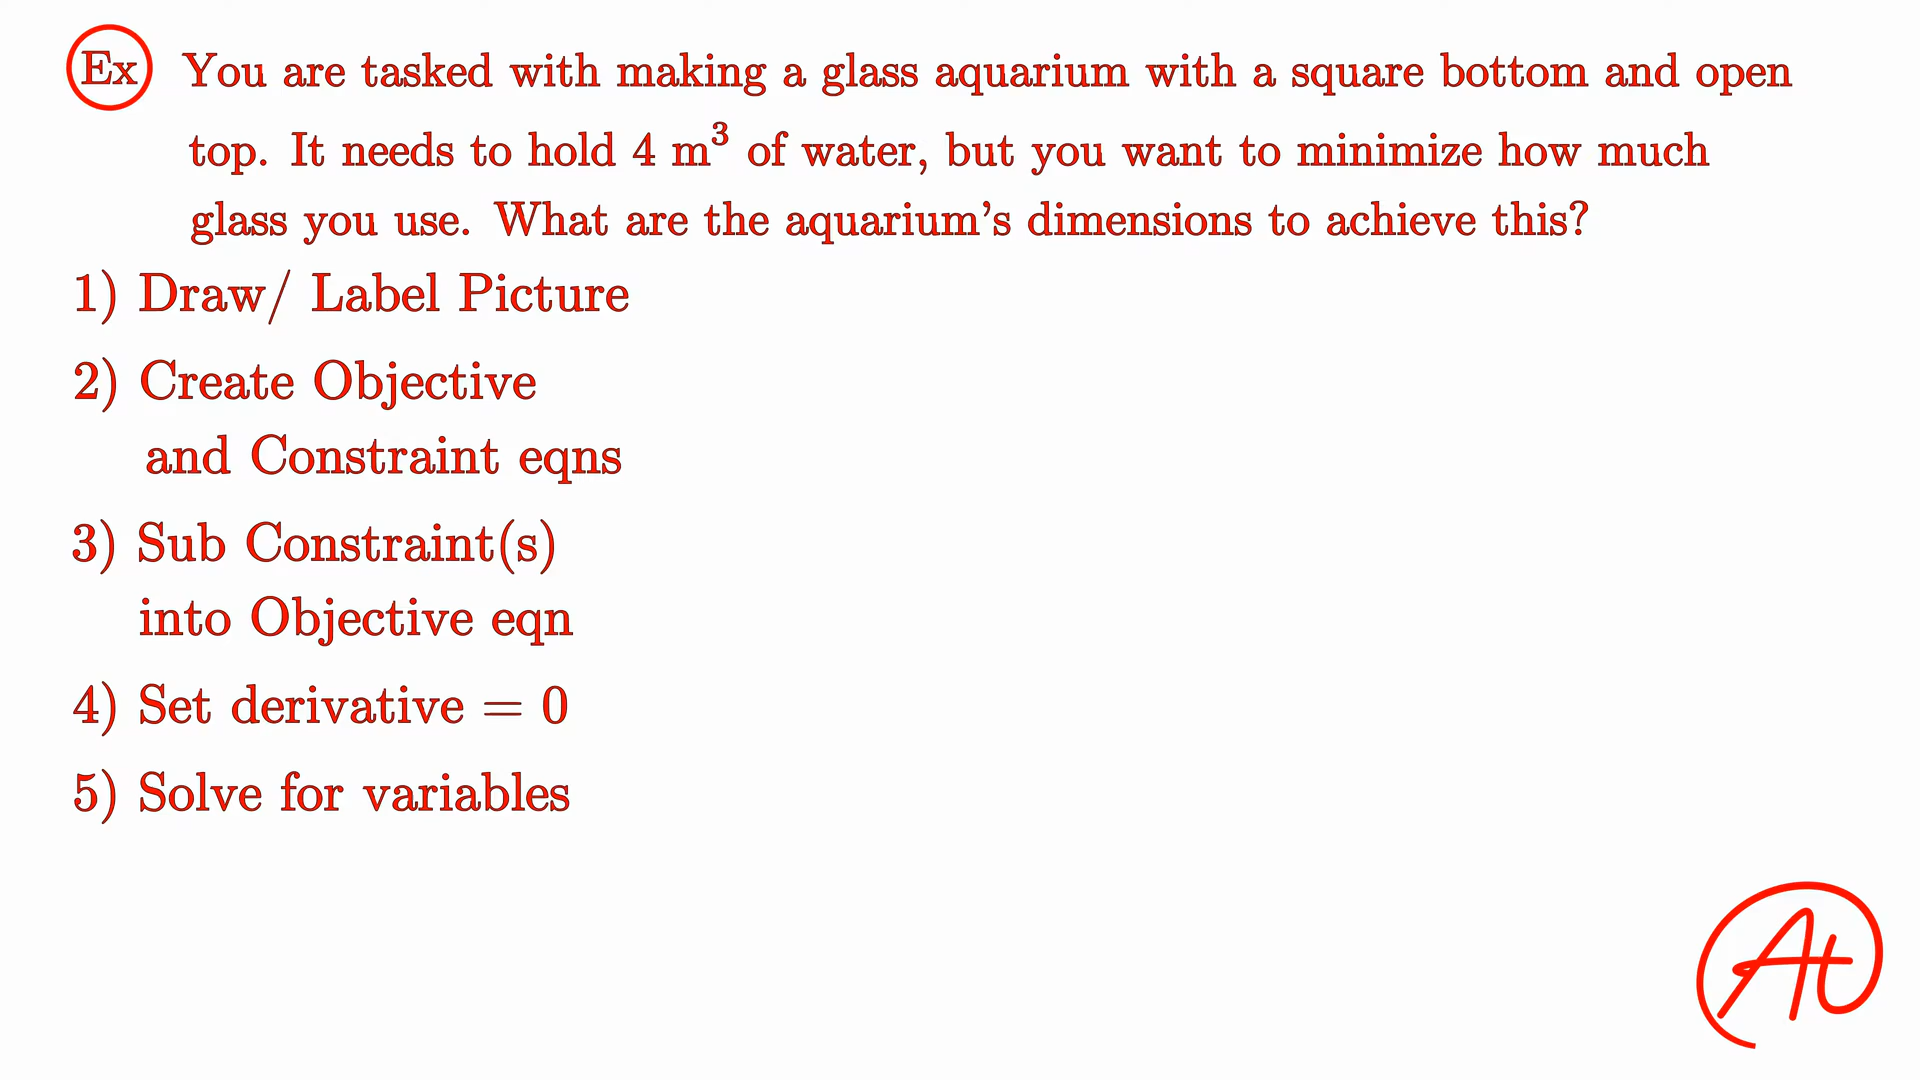 Ex You are tasked with making a glass aquarium with a square bottom and open
top. It needs to hold 4 m³ of water, but you want to minimize how much
glass you use. What are the aquarium’s dimensions to achieve this?
1) Draw/ Label Picture
2) Create Objective
and Constraint eqns
3) Sub Constraint(s)
into Objective eqn
4) Set derivative = 0
5) Solve for variables
At